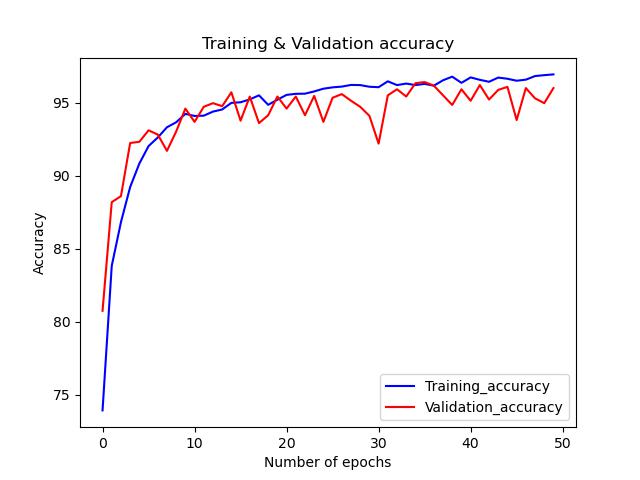 Training & Validation accuracy
Accuracy
95
90
85
80
75
Training_accuracy
Validation_accuracy
0 10 20 30 40 50
Number of epochs